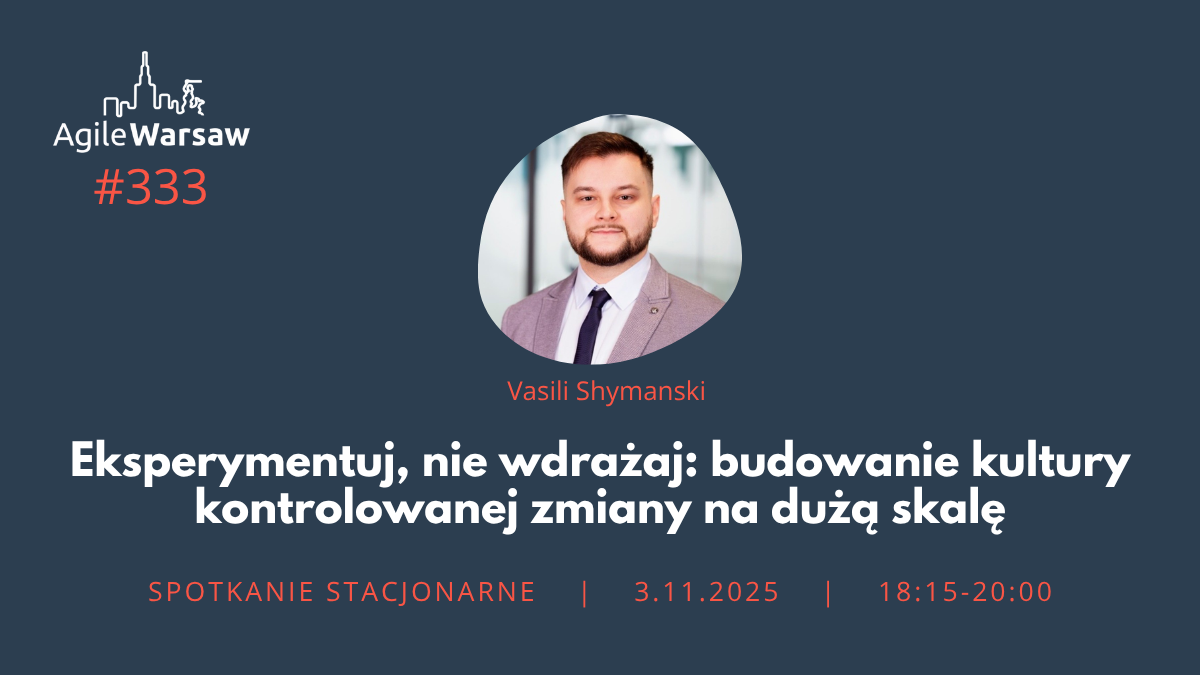 AgileWarsaw
#333
Vasili Shymanski
Eksperymentuj, nie wdrażaj: budowanie kultury
kontrolowanej zmiany na dużą skalę
SPOTKANIE STACJONARNE | 3.11.2025 | 18:15-20:00